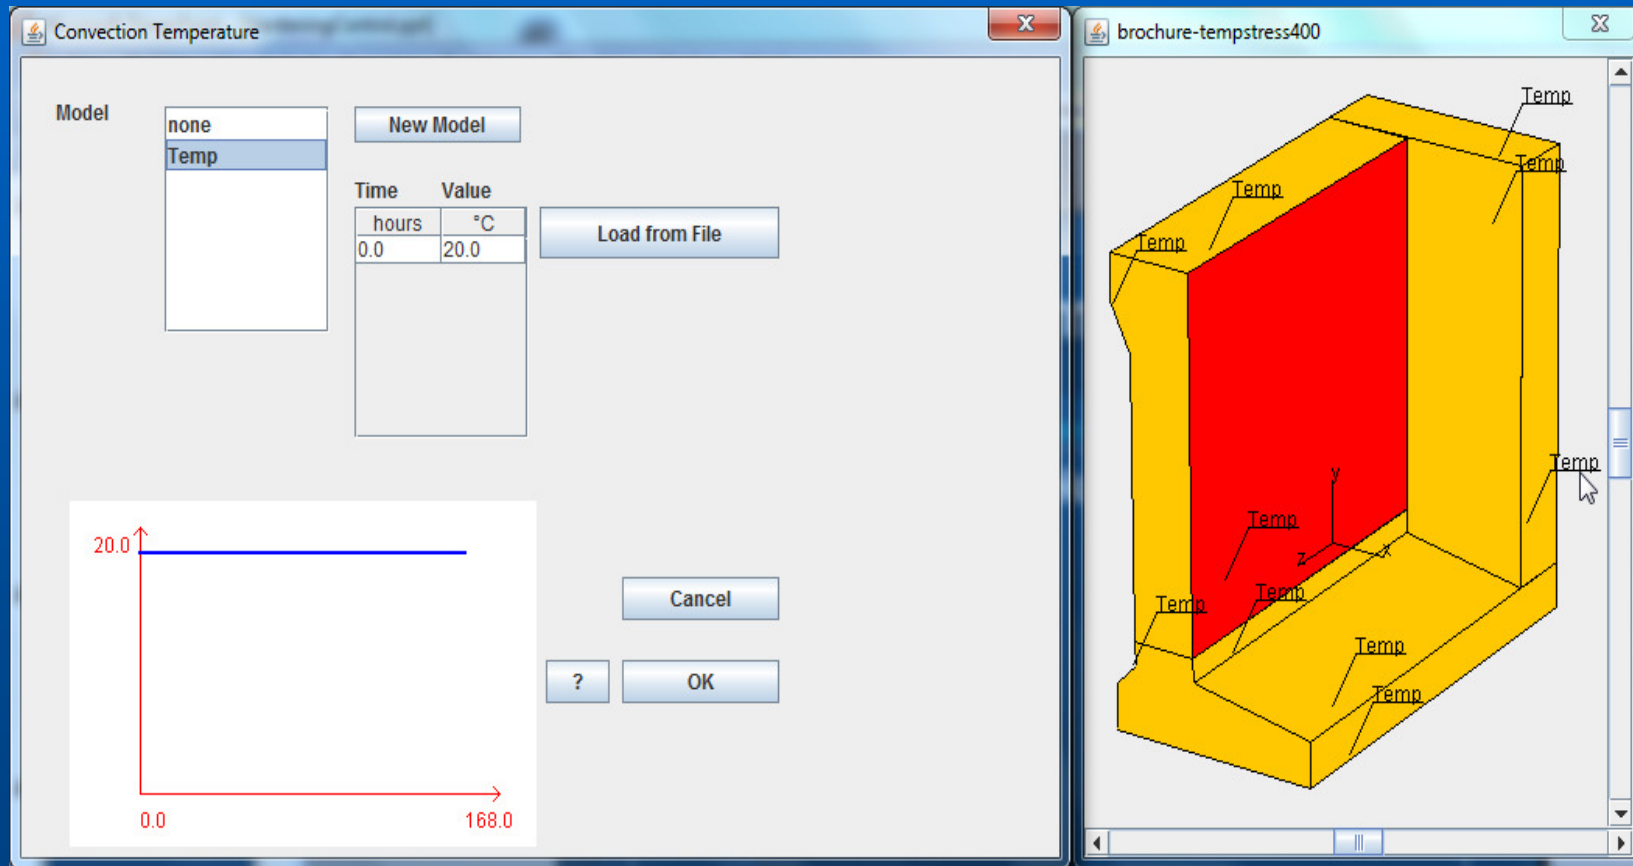 Convection Temperature
Model
none
Temp
New Model
Time Value
hours °C
0.0 20.0
Load from File
20.0
0.0 168.0
Cancel
? OK
brochure-tempstress400
Temp
Temp
Temp
Temp
Temp
y
Temp
z x
Temp
Temp
Temp
Temp